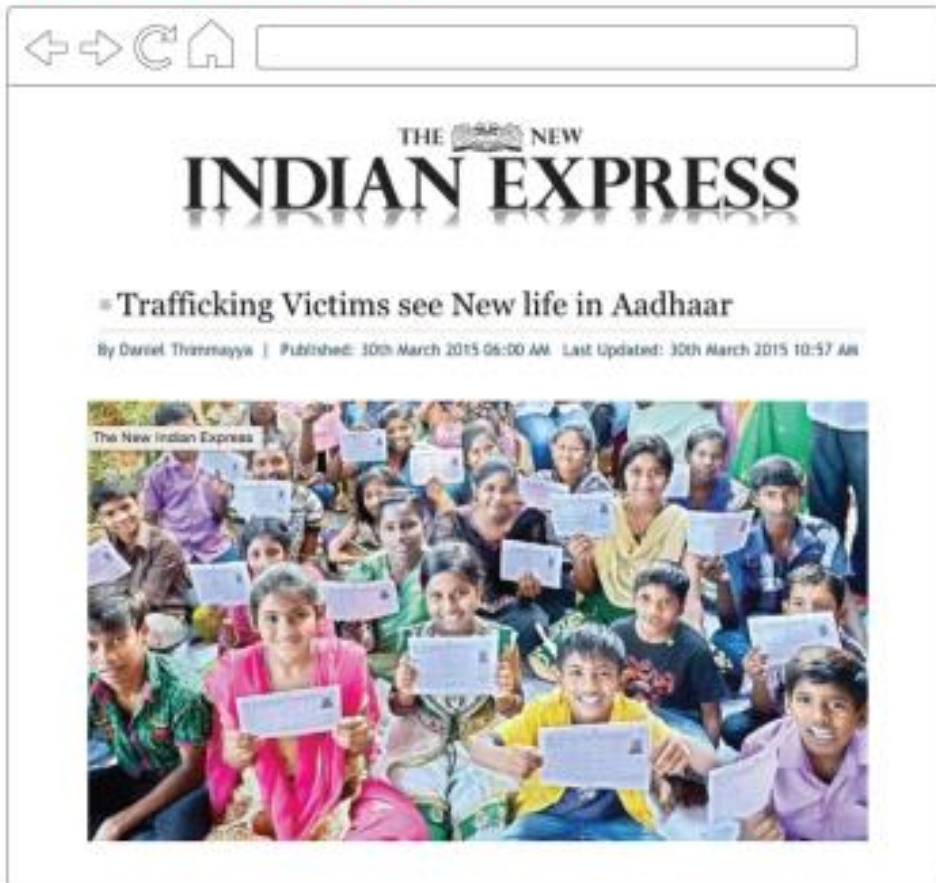 THE NEW
INDIAN EXPRESS
Trafficking Victims see New life in Aadhaar
By Daniel Thimmayya | Published: 30th March 2015 06:00 AM Last Updated: 30th March 2015 10:57 AM
The New Indian Express